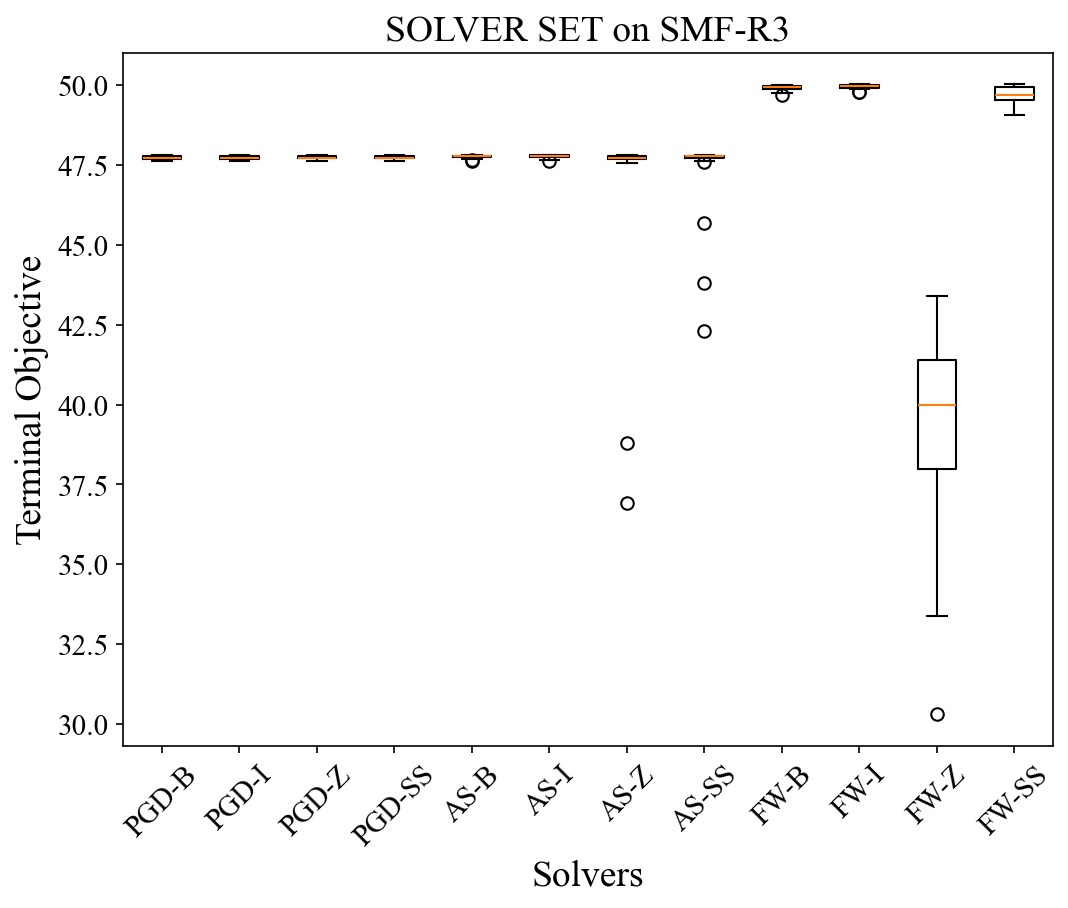 SOLVER SET on SMF-R3
Terminal Objective
50.0
47.5
45.0
42.5
40.0
37.5
35.0
32.5
30.0
PGD-B
PGD-I
PGD-Z
PGD-SS
AS-B
AS-I
AS-Z
AS-SS
FW-B
FW-I
FW-Z
FW-SS
Solvers